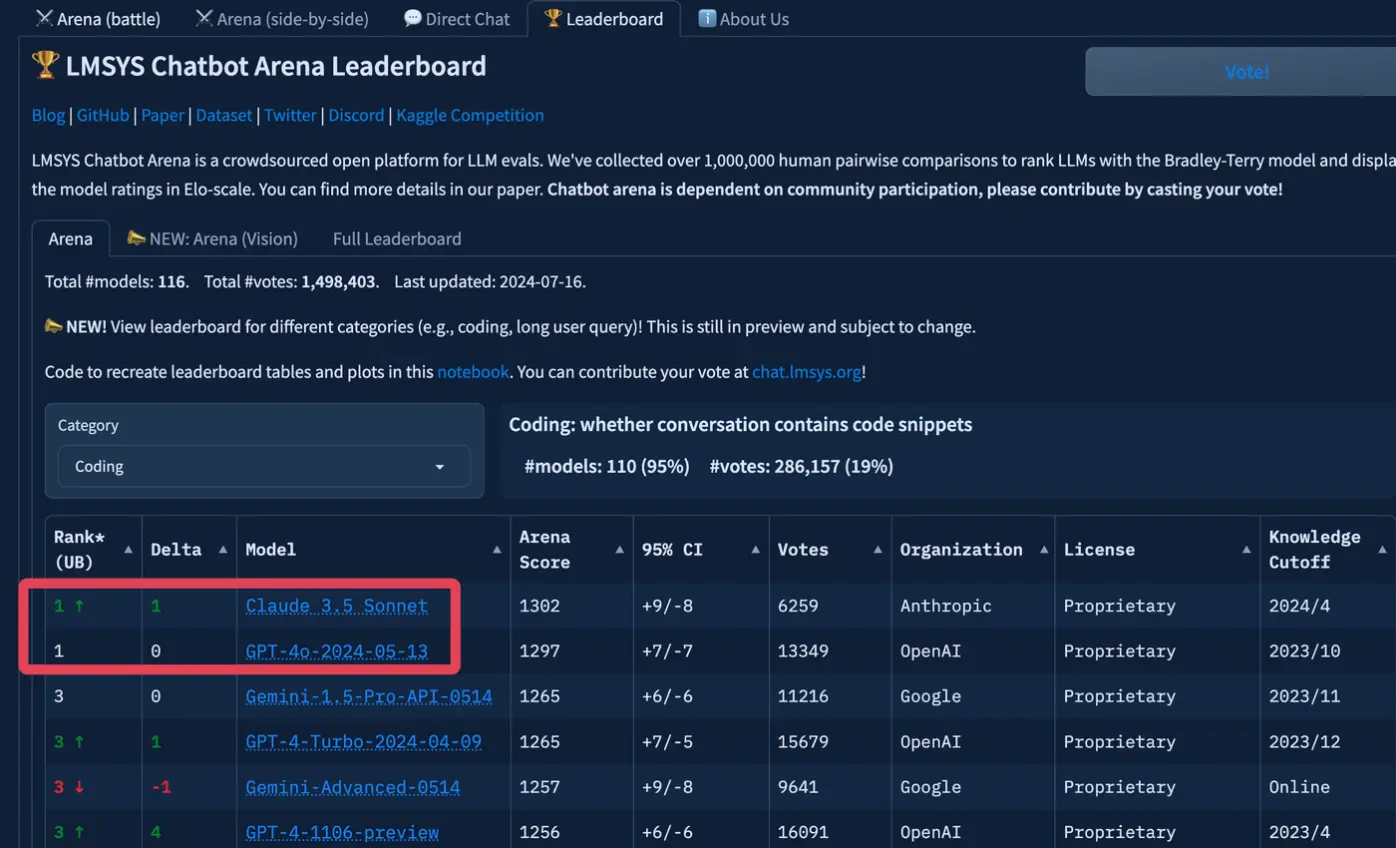 Arena (battle) Arena (side-by-side) Direct Chat Leaderboard About Us
LMSYS Chatbot Arena Leaderboard
Vote!
Blog | GitHub | Paper | Dataset | Twitter | Discord | Kaggle Competition
LMSYS Chatbot Arena is a crowdsourced open platform for LLM evals. We've collected over 1,000,000 human pairwise comparisons to rank LLMs with the Bradley-Terry model and displa
the model ratings in Elo-scale. You can find more details in our paper. Chatbot arena is dependent on community participation, please contribute by casting your vote!
Arena NEW: Arena (Vision) Full Leaderboard
Total #models: 116. Total #votes: 1,498,403. Last updated: 2024-07-16.
NEW! View leaderboard for different categories (e.g., coding, long user query)! This is still in preview and subject to change.
Code to recreate leaderboard tables and plots in this notebook. You can contribute your vote at chat.lmsys.org!
Category
Coding
Coding: whether conversation contains code snippets
#models: 110 (95%) #votes: 286,157 (19%)
Rank* (UB) Delta Model Arena Score 95% CI Votes Organization License Knowledge Cutoff
1 ↑ 1 Claude 3.5 Sonnet 1302 +9/-8 6259 Anthropic Proprietary 2024/4
1 0 GPT-4o-2024-05-13 1297 +7/-7 13349 OpenAI Proprietary 2023/10
3 0 Gemini-1.5-Pro-API-0514 1265 +6/-6 11216 Google Proprietary 2023/11
3 ↑ 1 GPT-4-Turbo-2024-04-09 1265 +7/-5 15679 OpenAI Proprietary 2023/12
3 ↓ -1 Gemini-Advanced-0514 1257 +9/-8 9641 Google Proprietary Online
3 ↑ 4 GPT-4-1106-preview 1256 +6/-6 16091 OpenAI Proprietary 2023/4